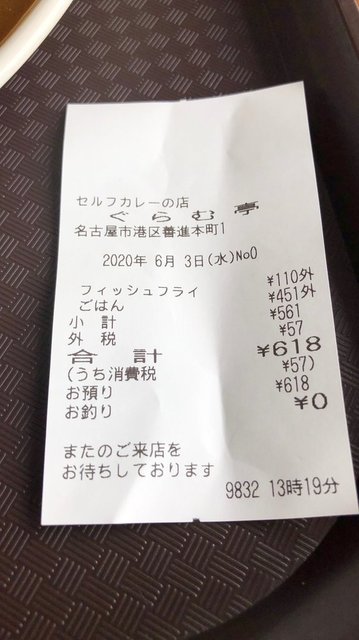 セルフカレーの店
ぐらむ亭
名古屋市港区善進本町1
2020年 6月 3日(水)No0
フィッシュフライ ¥110外
ごはん ¥451外
小計 ¥561
外税 ¥57
合計 ¥618
(うち消費税 ¥57)
お預り ¥618
お釣り ¥0
またのご来店を
お待ちしております
9832 13時19分